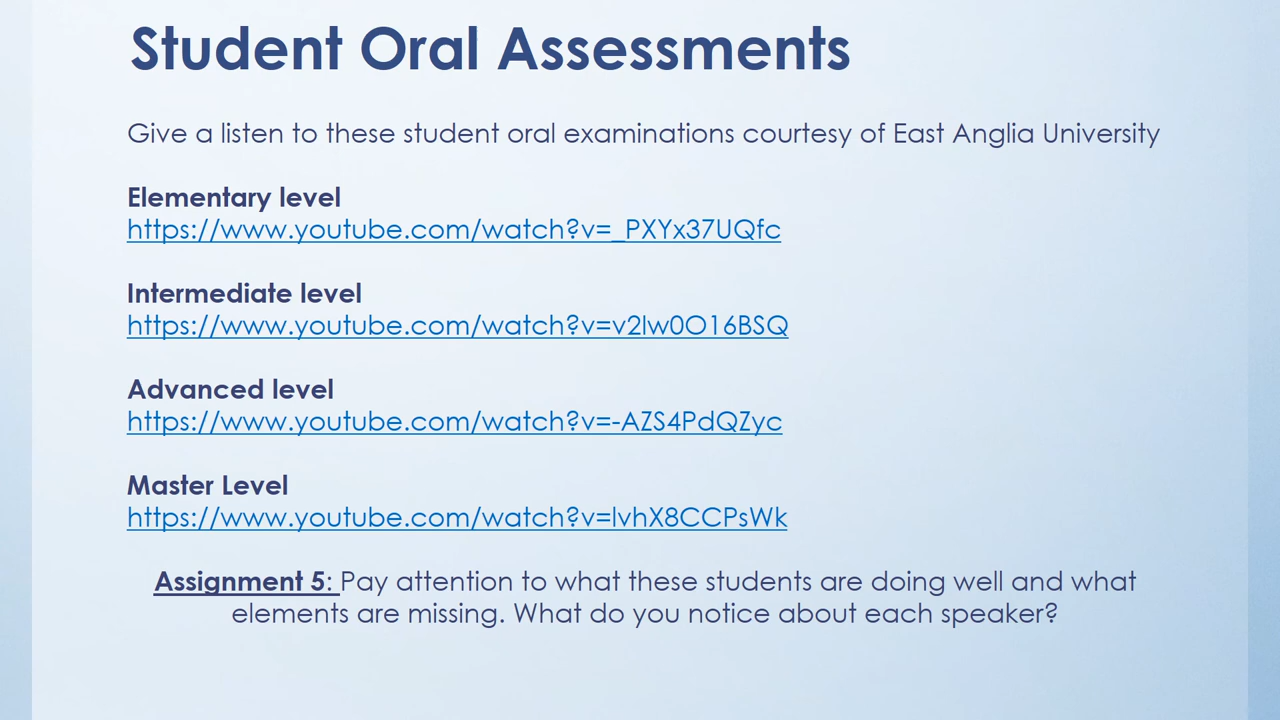 Student Oral Assessments
Give a listen to these student oral examinations courtesy of East Anglia University
Elementary level
https://www.youtube.com/watch?v=_PXYx37UQfc
Intermediate level
https://www.youtube.com/watch?v=v2lw0O16BSQ
Advanced level
https://www.youtube.com/watch?v=-AZS4PdQZyc
Master Level
https://www.youtube.com/watch?v=lvhX8CCPsWk
Assignment 5: Pay attention to what these students are doing well and what
elements are missing. What do you notice about each speaker?